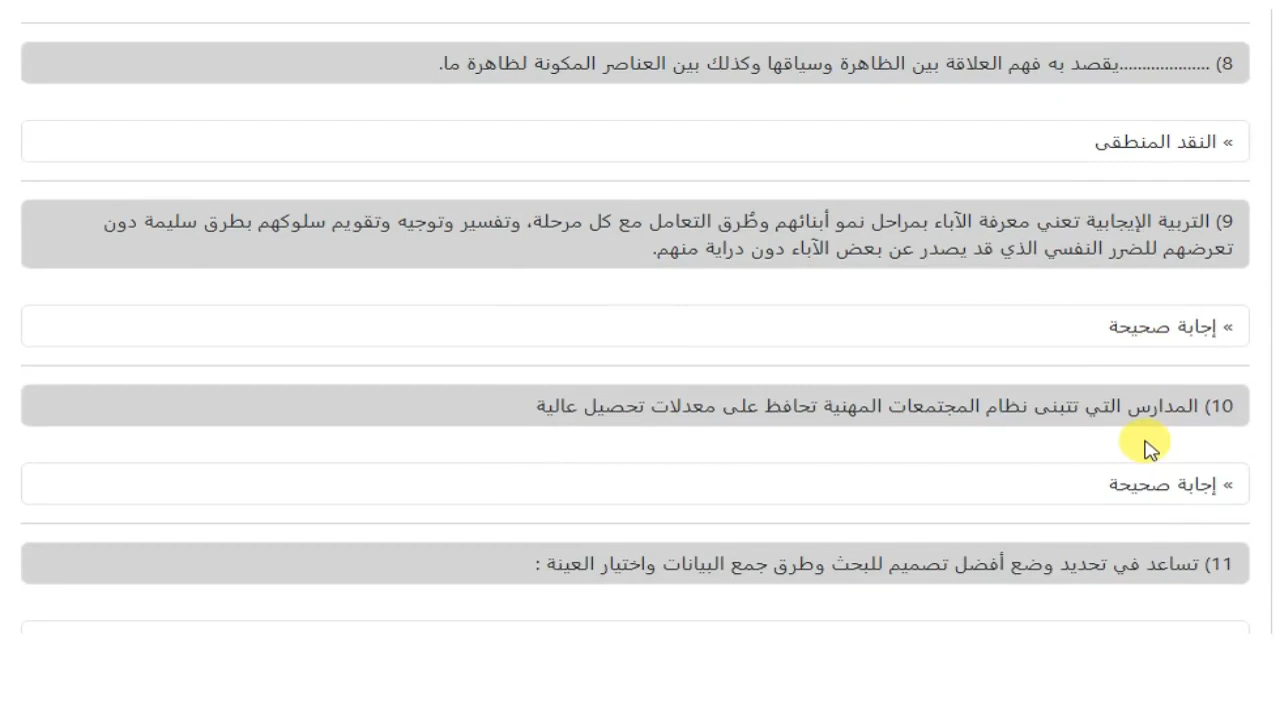 8) ....................يقصد به فهم العلاقة بين الظاهرة وسياقها وكذلك بين العناصر المكونة لظاهرة ما.
» النقد المنطقى
9) التربية الإيجابية تعني معرفة الآباء بمراحل نمو أبنائهم وطُرق التعامل مع كل مرحلة، وتفسير وتوجيه وتقويم سلوكهم بطرق سليمة دون
تعرضهم للضرر النفسي الذي قد يصدر عن بعض الآباء دون دراية منهم.
» إجابة صحيحة
10) المدارس التي تتبنى نظام المجتمعات المهنية تحافظ على معدلات تحصيل عالية
» إجابة صحيحة
11) تساعد في تحديد وضع أفضل تصميم للبحث وطرق جمع البيانات واختيار العينة :